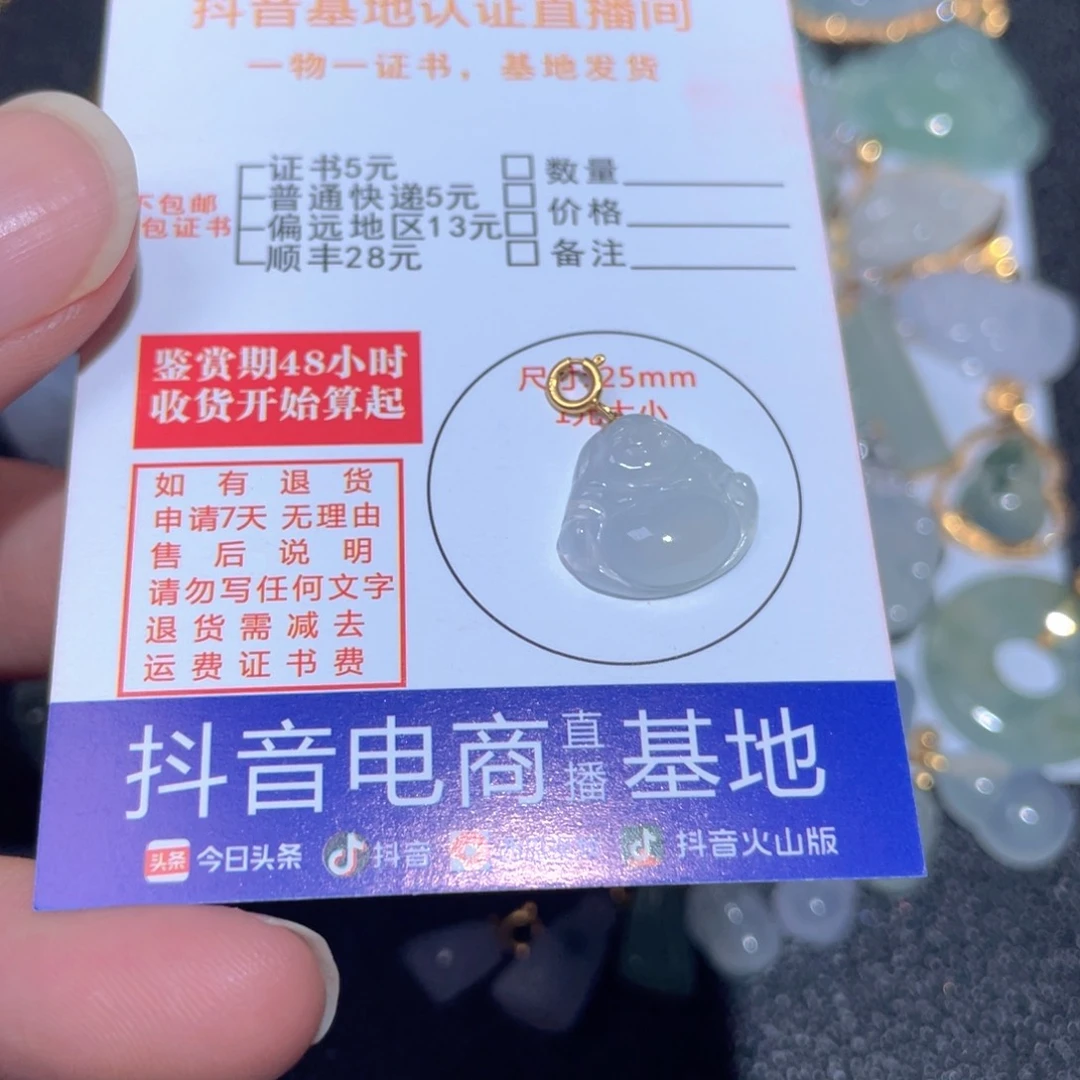 抖音基地认证直播间
一物一证书，基地发货
证书5元
普通快递5元
偏远地区13元
顺丰28元
不包邮
包证书
数量
价格
备注
鉴赏期48小时
收货开始算起
尺寸25mm
1元大小
如有退货
申请7天 无理由
售后说明
请勿写任何文字
退货需减去
运费证书费
抖音电商直播基地
头条 今日头条 抖音 抖音火山版